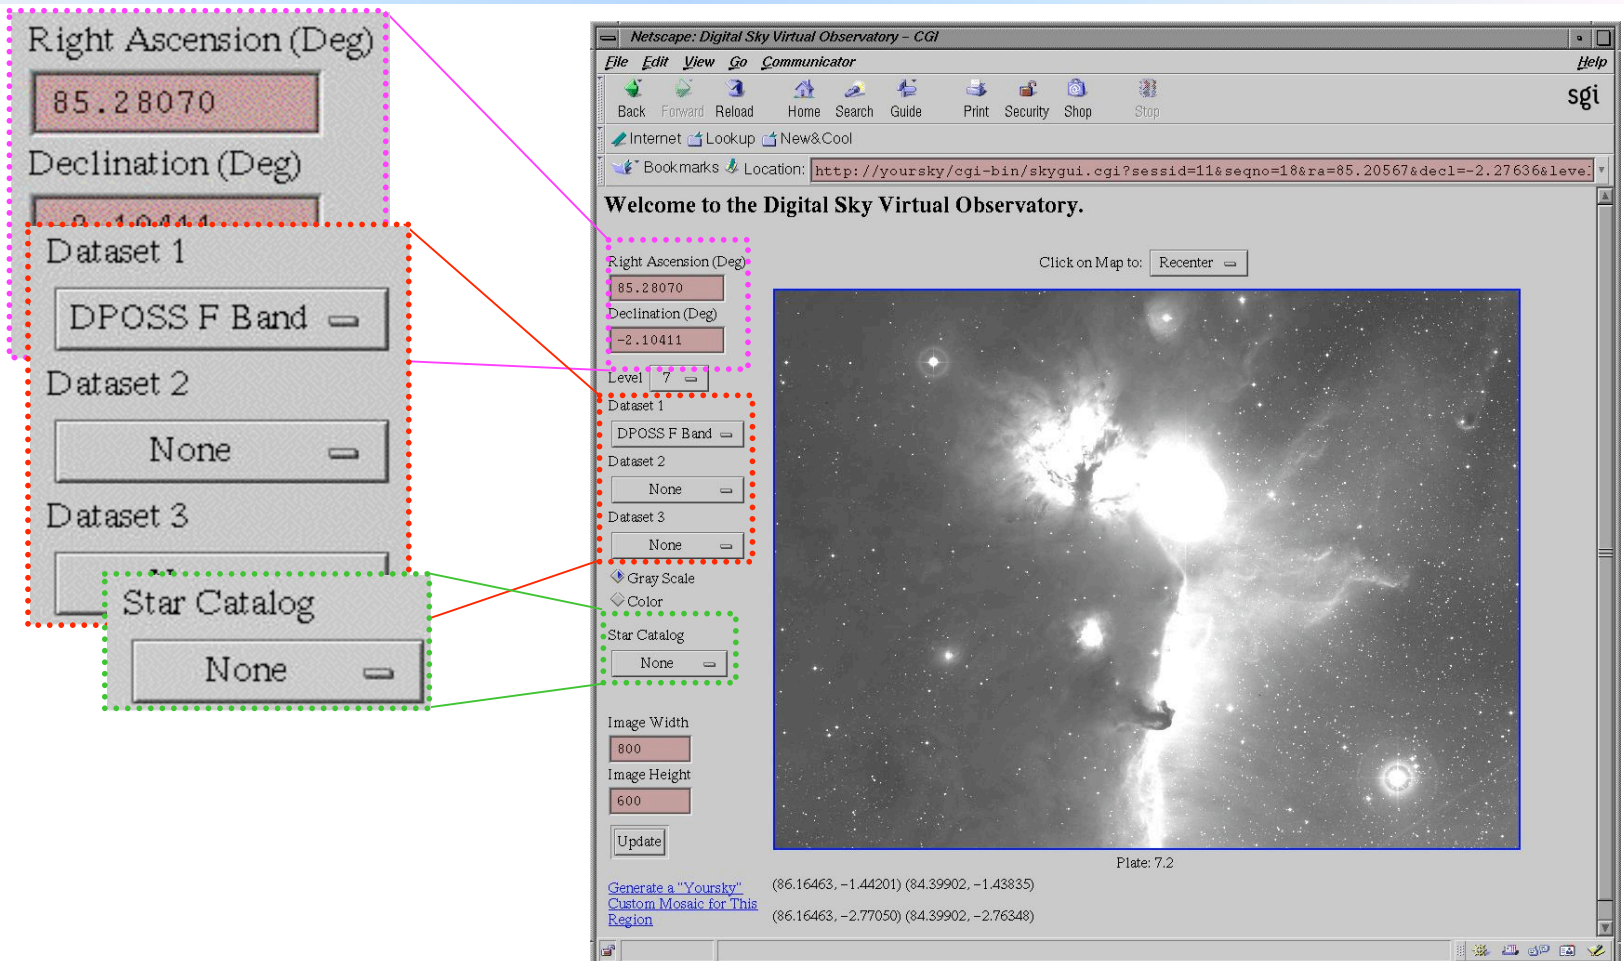 Right Ascension (Deg)
85.28070
Declination (Deg)
-2.10411
Dataset 1
DPOSS F Band
Dataset 2
None
Dataset 3
Star Catalog
None
Netscape: Digital Sky Virtual Observatory - CGI
File Edit View Go Communicator Help
Back Forward Reload Home Search Guide Print Security Shop Stop
sgi
Internet Lookup New&Cool
Bookmarks Location: http://yoursky/cgi-bin/skygui.cgi?sessid=11&seqno=18&ra=85.20567&decl=-2.27636&level
Welcome to the Digital Sky Virtual Observatory.
Click on Map to: Recenter
Right Ascension (Deg)
85.28070
Declination (Deg)
-2.10411
Level 7
Dataset 1
DPOSS F Band
Dataset 2
None
Dataset 3
None
Gray Scale
Color
Star Catalog
None
Image Width
800
Image Height
600
Update
Plate: 7.2
Generate a "Yoursky"
Custom Mosaic for This
Region
(86.16463, -1.44201) (84.39902, -1.43835)
(86.16463, -2.77050) (84.39902, -2.76348)